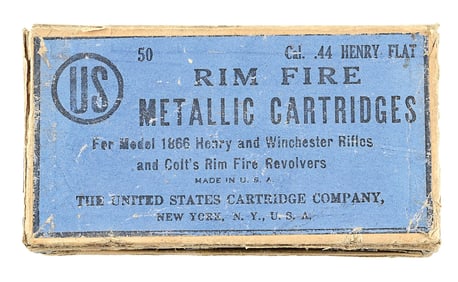 50 Cal. .44 HENRY FLAT
US
RIM FIRE
METALLIC CARTRIDGES
For Model 1866 Henry and Winchester Rifles
and Colt's Rim Fire Revolvers
MADE IN U. S. A.
THE UNITED STATES CARTRIDGE COMPANY,
NEW YORK, N. Y., U. S. A.